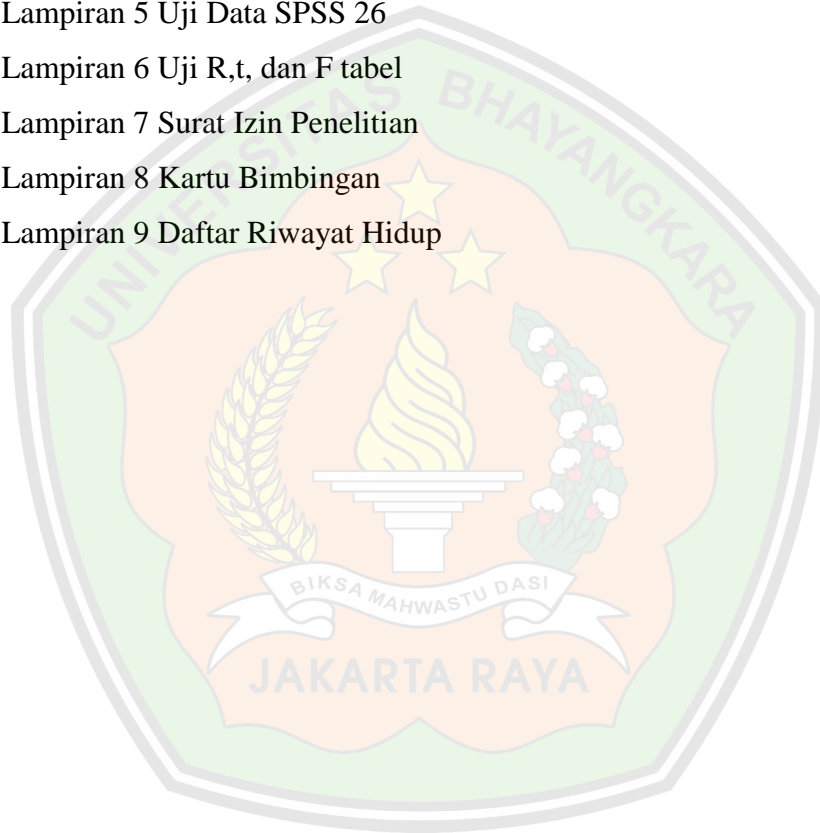 Lampiran 5 Uji Data SPSS 26
Lampiran 6 Uji R,t, dan F tabel
Lampiran 7 Surat Izin Penelitian
Lampiran 8 Kartu Bimbingan
Lampiran 9 Daftar Riwayat Hidup
UNIVERSITAS BHAYANGKARA
BIKSA MAHWASTU DASI
JAKARTA RAYA